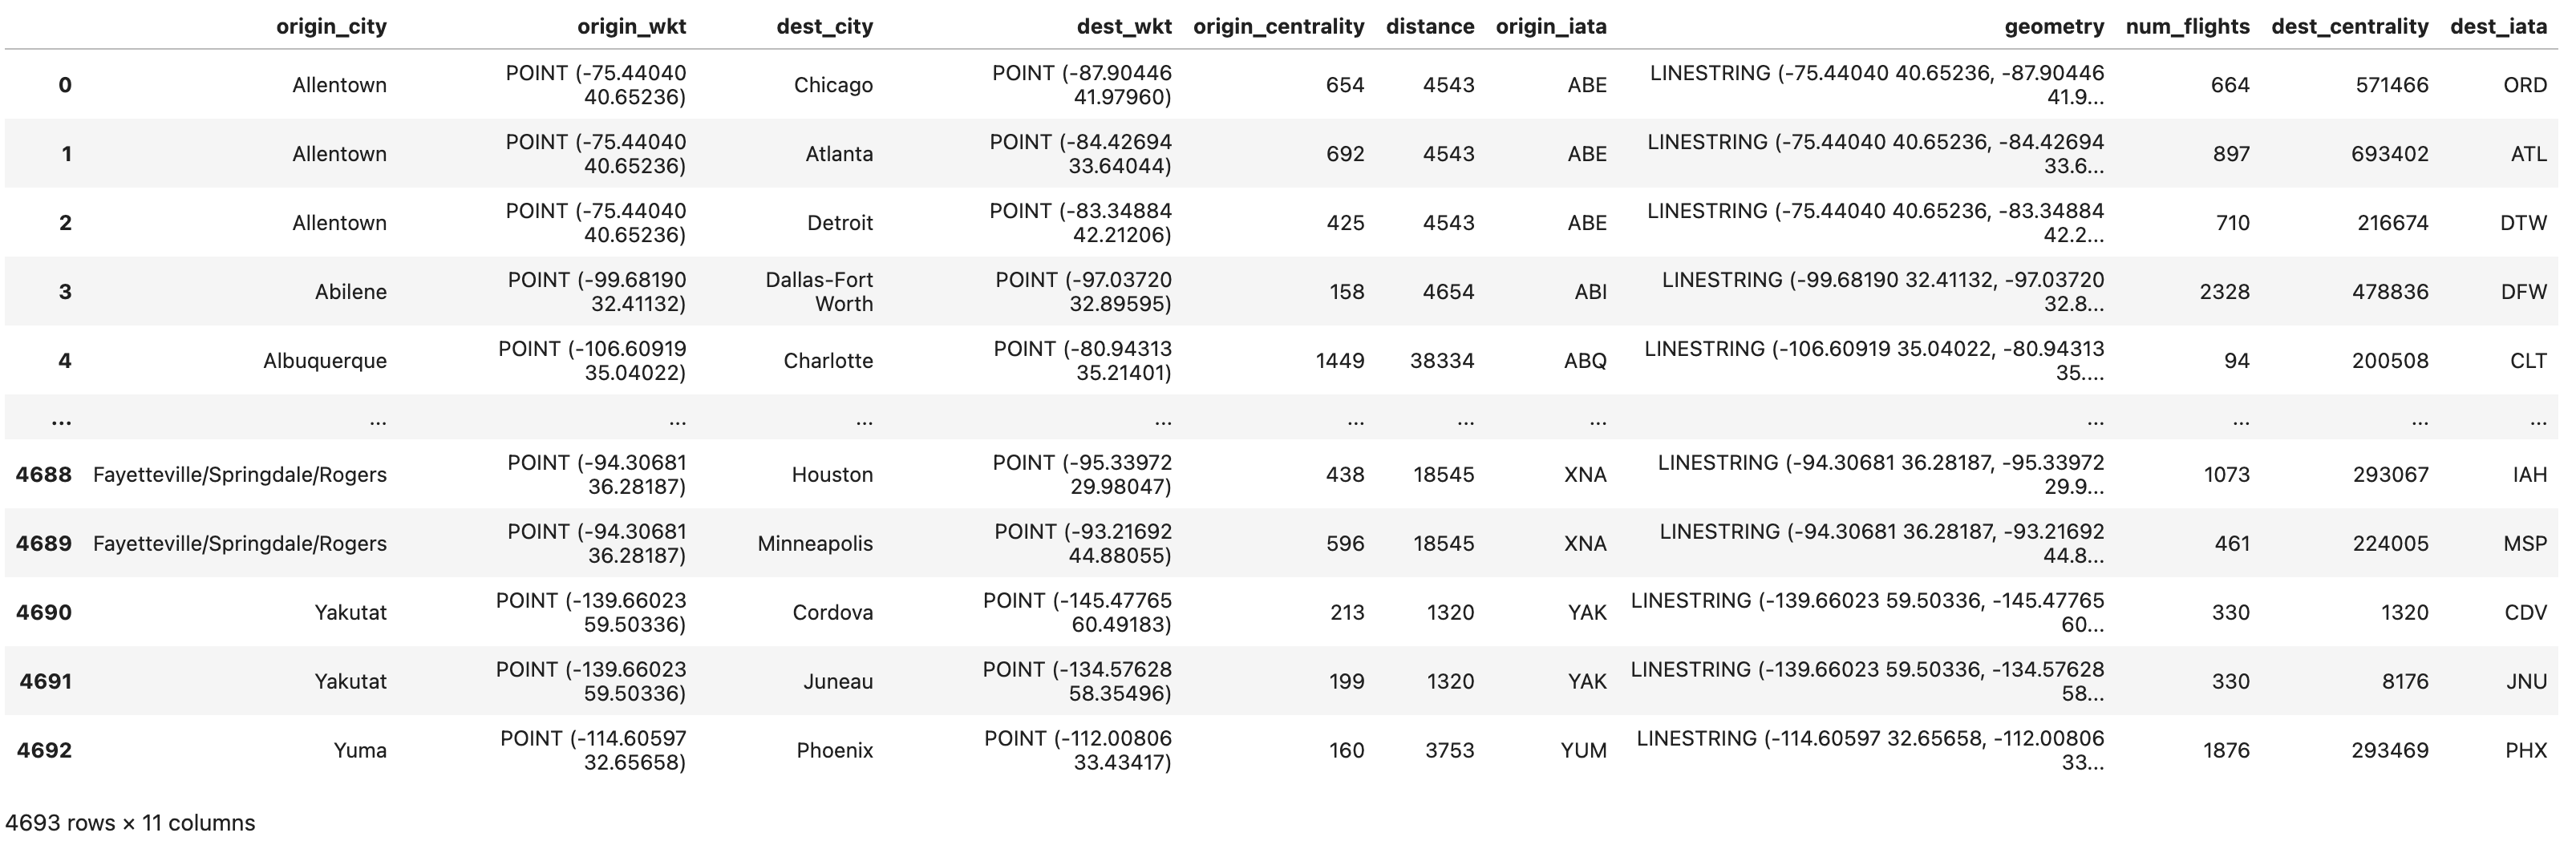 origin_city origin_wkt dest_city dest_wkt origin_centrality distance origin_iata geometry num_flights dest_centrality dest_iata
0 Allentown POINT (-75.44040 40.65236) Chicago POINT (-87.90446 41.97960) 654 4543 ABE LINESTRING (-75.44040 40.65236, -87.90446 41.9... 664 571466 ORD
1 Allentown POINT (-75.44040 40.65236) Atlanta POINT (-84.42694 33.64044) 692 4543 ABE LINESTRING (-75.44040 40.65236, -84.42694 33.6... 897 693402 ATL
2 Allentown POINT (-75.44040 40.65236) Detroit POINT (-83.34884 42.21206) 425 4543 ABE LINESTRING (-75.44040 40.65236, -83.34884 42.2... 710 216674 DTW
3 Abilene POINT (-99.68190 32.41132) Dallas-Fort Worth POINT (-97.03720 32.89595) 158 4654 ABI LINESTRING (-99.68190 32.41132, -97.03720 32.8... 2328 478836 DFW
4 Albuquerque POINT (-106.60919 35.04022) Charlotte POINT (-80.94313 35.21401) 1449 38334 ABQ LINESTRING (-106.60919 35.04022, -80.94313 35.... 94 200508 CLT
... ... ... ... ... ... ... ... ... ... ... ...
4688 Fayetteville/Springdale/Rogers POINT (-94.30681 36.28187) Houston POINT (-95.33972 29.98047) 438 18545 XNA LINESTRING (-94.30681 36.28187, -95.33972 29.9... 1073 293067 IAH
4689 Fayetteville/Springdale/Rogers POINT (-94.30681 36.28187) Minneapolis POINT (-93.21692 44.88055) 596 18545 XNA LINESTRING (-94.30681 36.28187, -93.21692 44.8... 461 224005 MSP
4690 Yakutat POINT (-139.66023 59.50336) Cordova POINT (-145.47765 60.49183) 213 1320 YAK LINESTRING (-139.66023 59.50336, -145.47765 60... 330 1320 CDV
4691 Yakutat POINT (-139.66023 59.50336) Juneau POINT (-134.57628 58.35496) 199 1320 YAK LINESTRING (-139.66023 59.50336, -134.57628 58... 330 8176 JNU
4692 Yuma POINT (-114.60597 32.65658) Phoenix POINT (-112.00806 33.43417) 160 3753 YUM LINESTRING (-114.60597 32.65658, -112.00806 33... 1876 293469 PHX
4693 rows × 11 columns